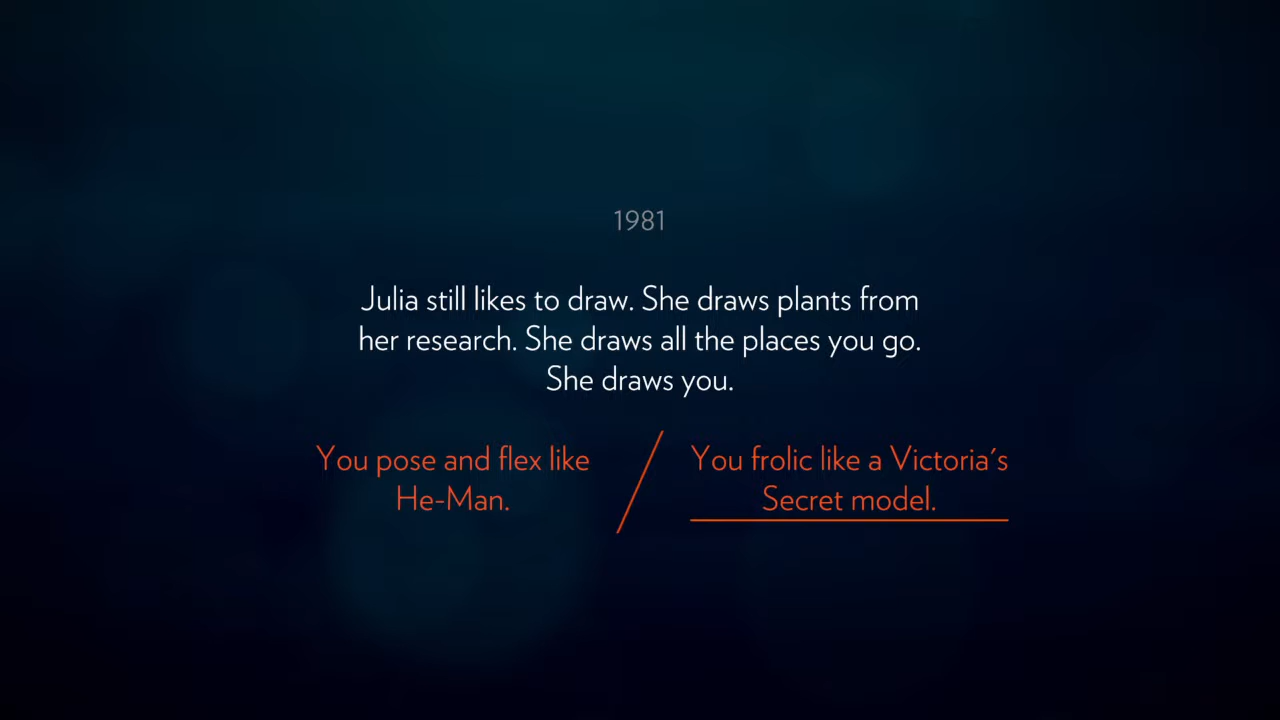 1981
Julia still likes to draw. She draws plants from
her research. She draws all the places you go.
She draws you.
You pose and flex like
He-Man.
You frolic like a Victoria's
Secret model.